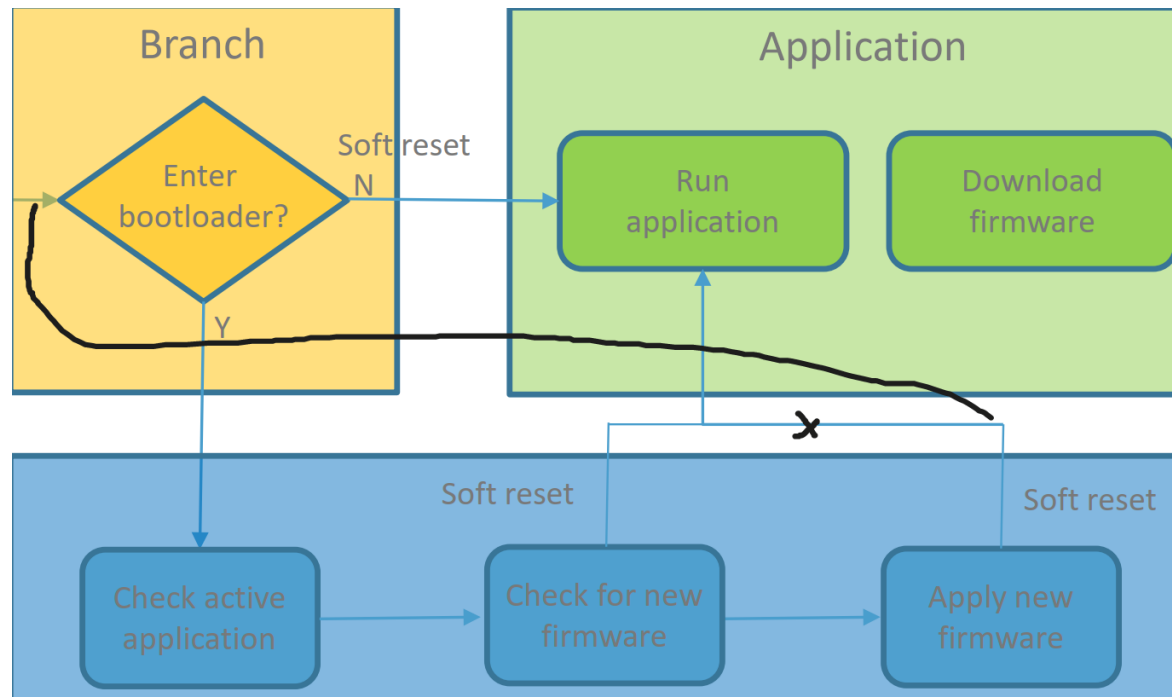 Branch
Application
Soft reset
Enter
bootloader?
N
Run
application
Download
firmware
Y
Soft reset
Soft reset
Check active
application
Check for new
firmware
Apply new
firmware